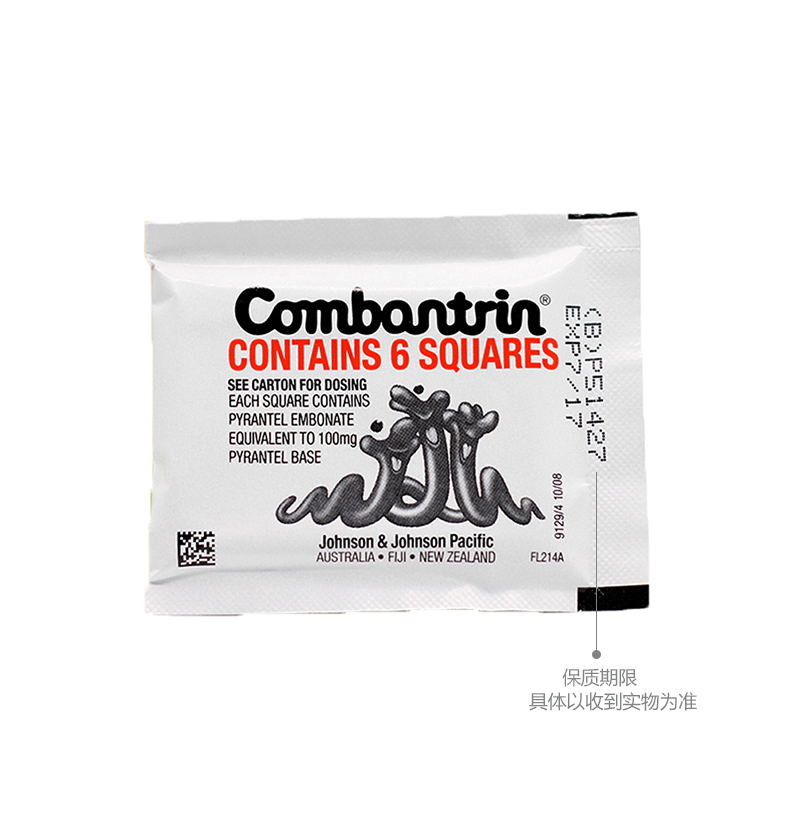 Combantrin®
CONTAINS 6 SQUARES
SEE CARTON FOR DOSING
EACH SQUARE CONTAINS
PYRANTEL EMBONATE
EQUIVALENT TO 100mg
PYRANTEL BASE
Johnson & Johnson Pacific
AUSTRALIA • FIJI • NEW ZEALAND
FL214A
9129/4 10/08
(B)P51427
EXP7/17
保质期限
具体以收到实物为准